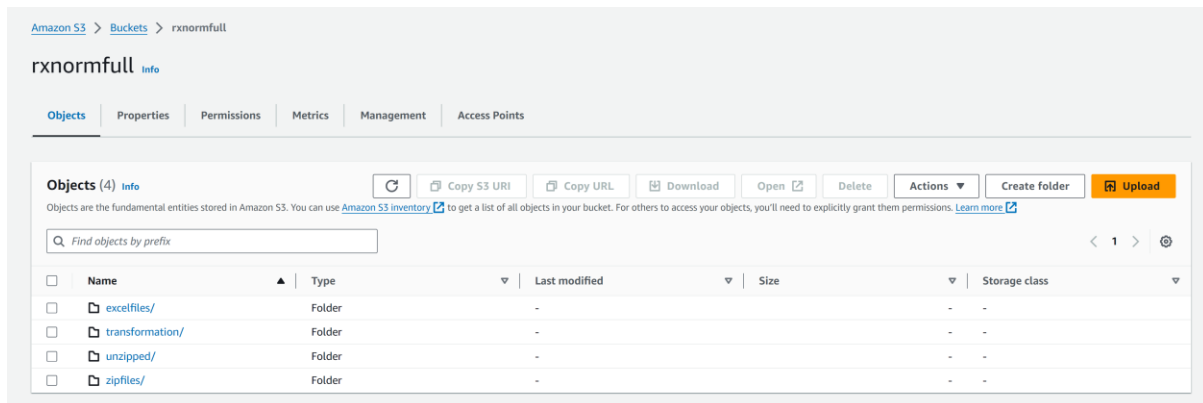 Amazon S3 > Buckets > rxnormfull
rxnormfull Info
Objects Properties Permissions Metrics Management Access Points
Objects (4) Info Copy S3 URI Copy URL Download Open Delete Actions ▼ Create folder Upload
Objects are the fundamental entities stored in Amazon S3. You can use Amazon S3 inventory to get a list of all objects in your bucket. For others to access your objects, you'll need to explicitly grant them permissions. Learn more
Find objects by prefix < 1 >
Name ▲ Type Last modified Size Storage class
excelfiles/ Folder - - -
transformation/ Folder - - -
unzipped/ Folder - - -
zipfiles/ Folder - - -